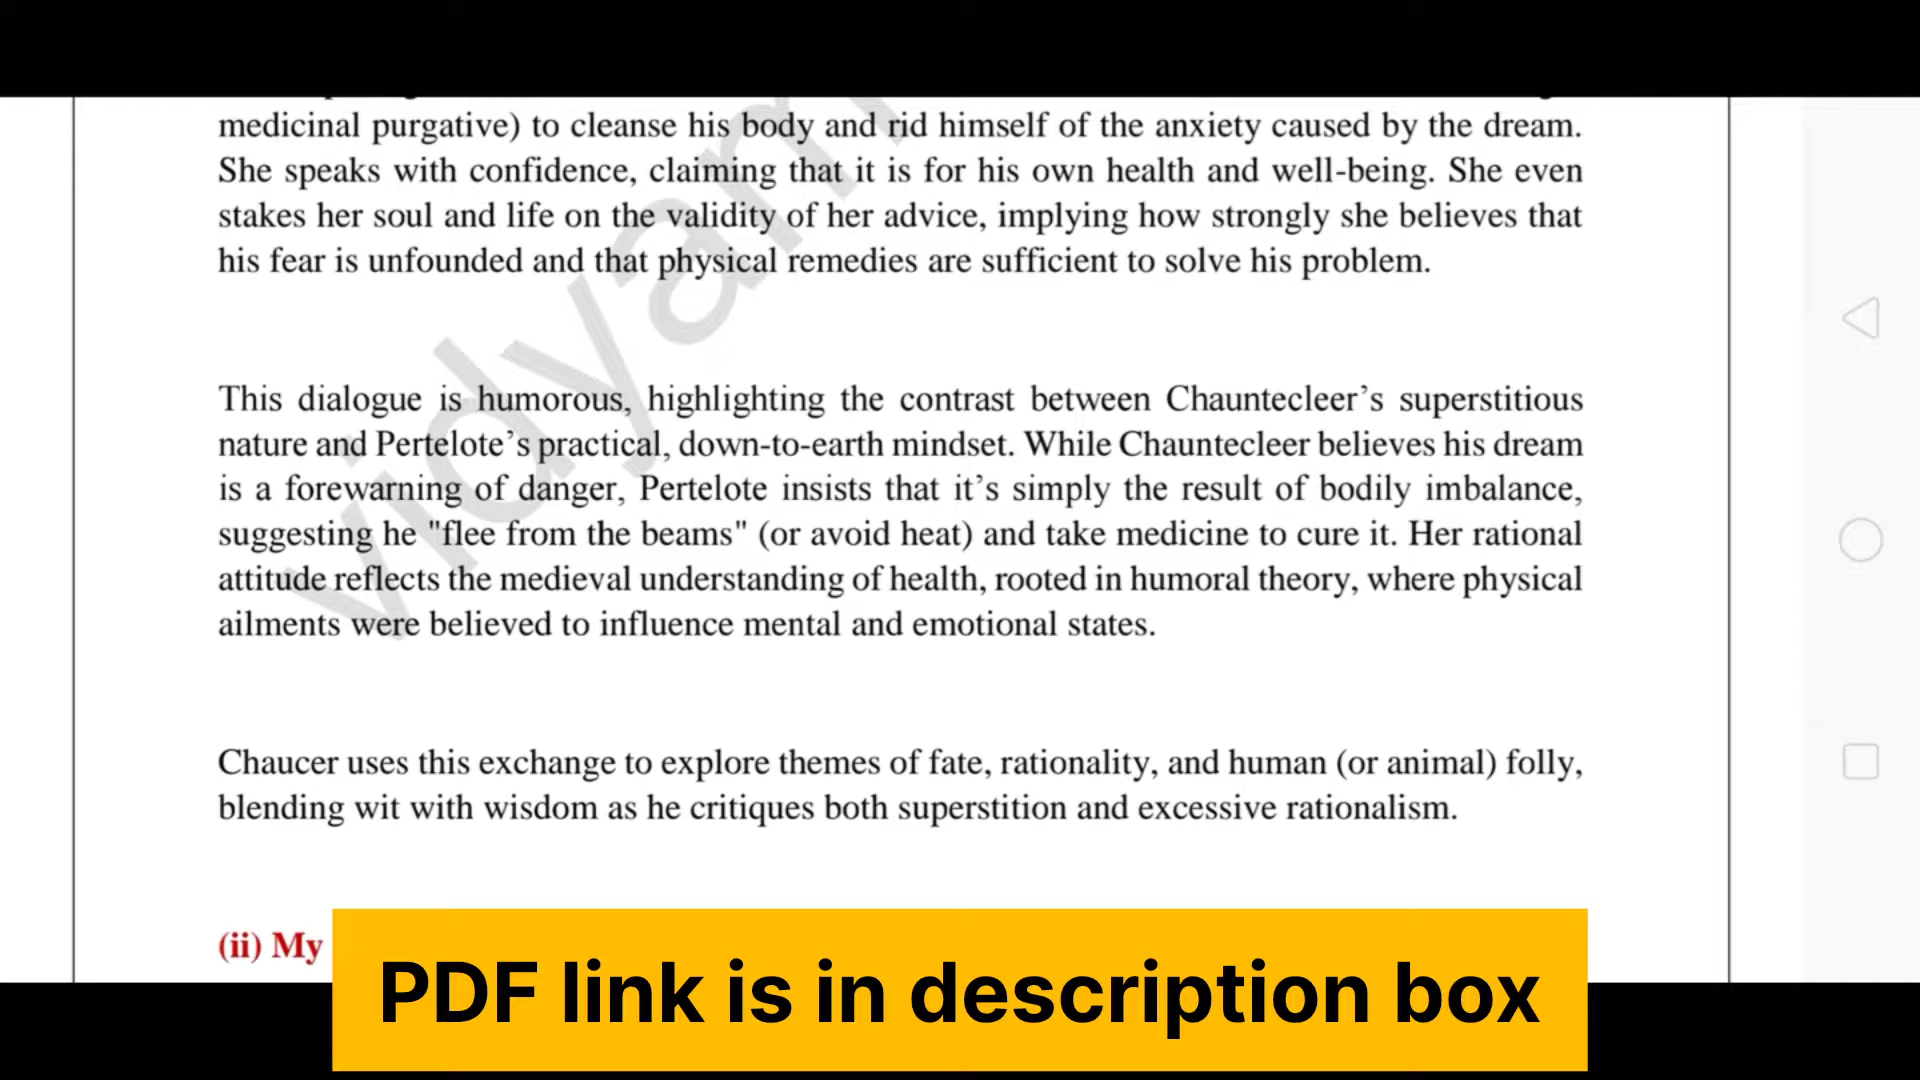 medicinal purgative) to cleanse his body and rid himself of the anxiety caused by the dream.
She speaks with confidence, claiming that it is for his own health and well-being. She even
stakes her soul and life on the validity of her advice, implying how strongly she believes that
his fear is unfounded and that physical remedies are sufficient to solve his problem.
This dialogue is humorous, highlighting the contrast between Chauntecleer’s superstitious
nature and Pertelote’s practical, down-to-earth mindset. While Chauntecleer believes his dream
is a forewarning of danger, Pertelote insists that it’s simply the result of bodily imbalance,
suggesting he "flee from the beams" (or avoid heat) and take medicine to cure it. Her rational
attitude reflects the medieval understanding of health, rooted in humoral theory, where physical
ailments were believed to influence mental and emotional states.
Chaucer uses this exchange to explore themes of fate, rationality, and human (or animal) folly,
blending wit with wisdom as he critiques both superstition and excessive rationalism.
(ii) My
PDF link is in description box
vidyam